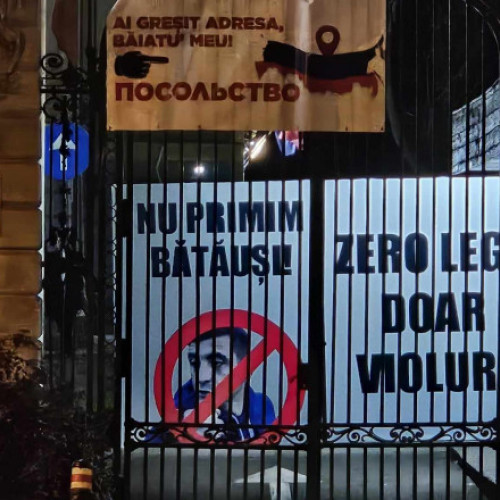 AI GREȘIT ADRESA,
BĂIATU' MEU!
ПОСОЛЬСТВО
NU PRIMIM
BĂTĂUȘI!
ZERO LEG
DOAR
VIOLUR